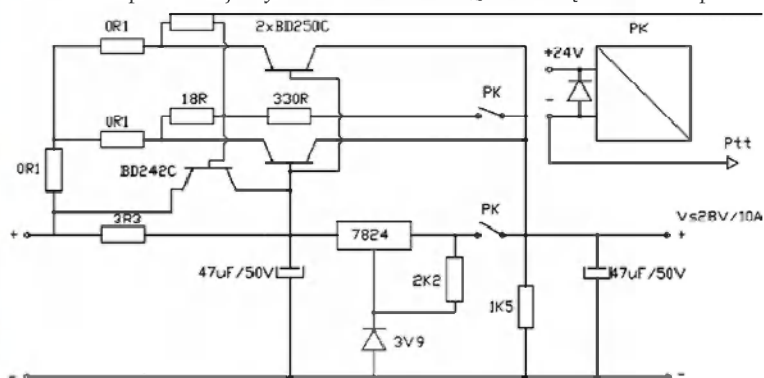 0R1
2xBD250C
PK
+24V
18R
330R
PK
-
0R1
Ptt
0R1
BD242C
+
3R3
7824
PK
Vs28V/10A
+
47uF/50V
2K2
1K5
47uF/50V
3V9
-
-